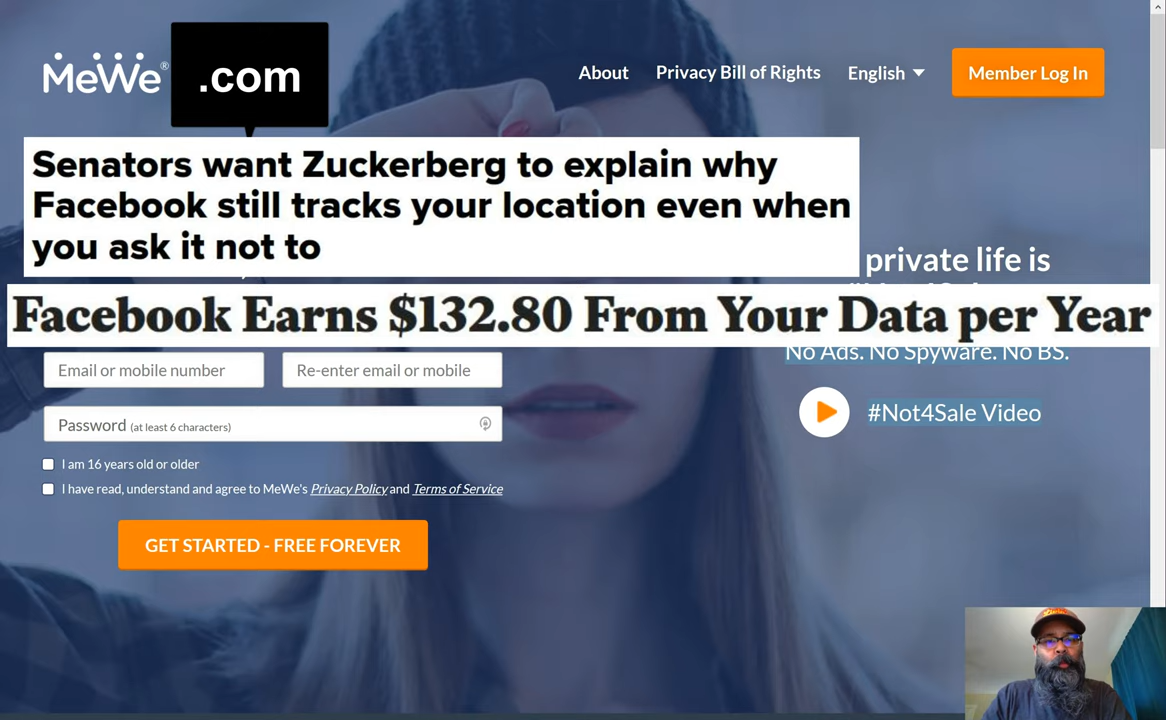 MeWe®
.com
About
Privacy Bill of Rights
English
Member Log In
Senators want Zuckerberg to explain why
Facebook still tracks your location even when
you ask it not to
private life is
Facebook Earns $132.80 From Your Data per Year
No Ads. No Spyware. No BS.
Email or mobile number
Re-enter email or mobile
Password (at least 6 characters)
#Not4Sale Video
I am 16 years old or older
I have read, understand and agree to MeWe's Privacy Policy and Terms of Service
GET STARTED - FREE FOREVER